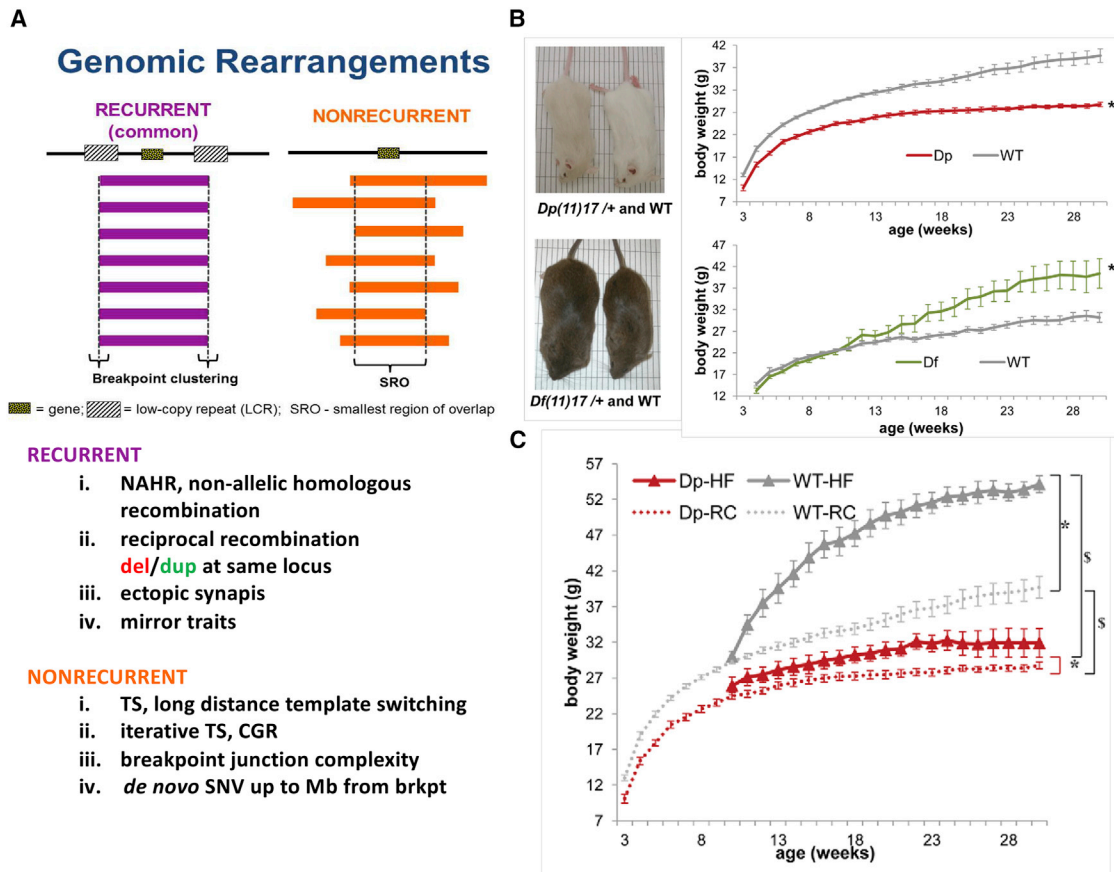 A
Genomic Rearrangements
RECURRENT
(common)
NONRECURRENT
Breakpoint clustering
SRO
= gene; = low-copy repeat (LCR); SRO - smallest region of overlap
RECURRENT
i. NAHR, non-allelic homologous
recombination
ii. reciprocal recombination
del/dup at same locus
iii. ectopic synapis
iv. mirror traits
NONRECURRENT
i. TS, long distance template switching
ii. iterative TS, CGR
iii. breakpoint junction complexity
iv. de novo SNV up to Mb from brkpt
B
Dp(11)17 /+ and WT
body weight (g)
42
37
32
27
22
17
12
7
Dp WT
*
3 8 13 18 23 28
age (weeks)
Df(11)17 /+ and WT
body weight (g)
47
42
37
32
27
22
17
12
Df WT
*
3 8 13 18 23 28
age (weeks)
C
body weight (g)
57
52
47
42
37
32
27
22
17
12
7
Dp-HF WT-HF
Dp-RC WT-RC
*
$
$
*
3 8 13 18 23 28
age (weeks)